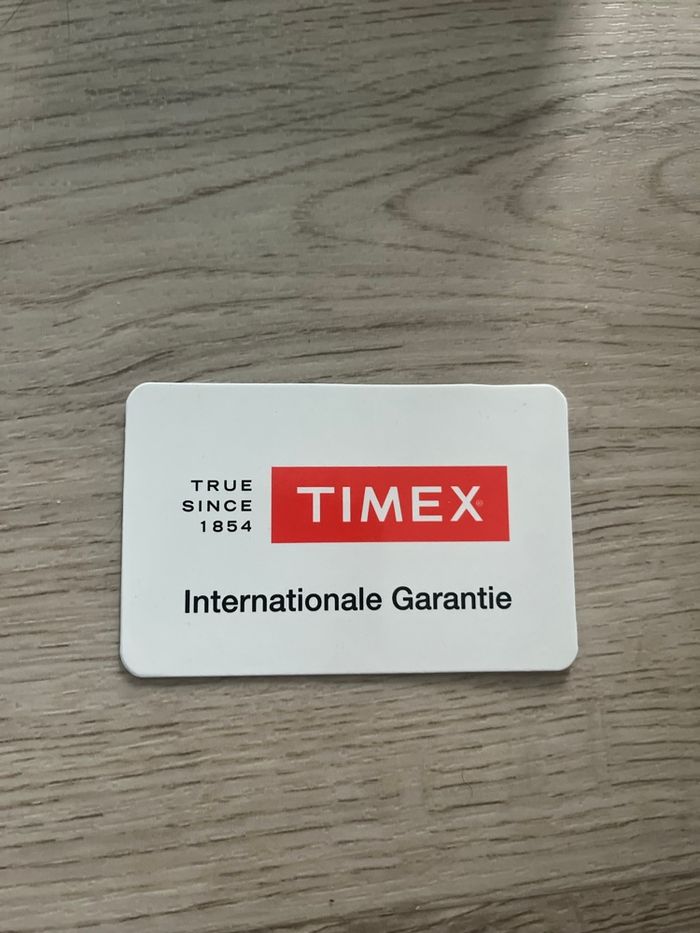 TRUE
SINCE
1854
TIMEX®
Internationale Garantie